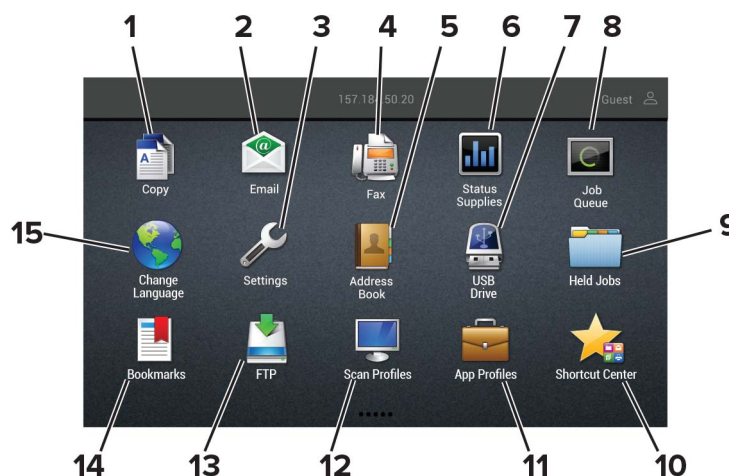 1 2 3 4 5 6 7 8
157.184.50.20
Guest
A
@
Copy
Email
Fax
Status
Supplies
Job
Queue
15
9
Change
Language
Settings
Address
Book
USB
Drive
Held Jobs
Bookmarks
FTP
Scan Profiles
App Profiles
Shortcut Center
14 13 12 11 10